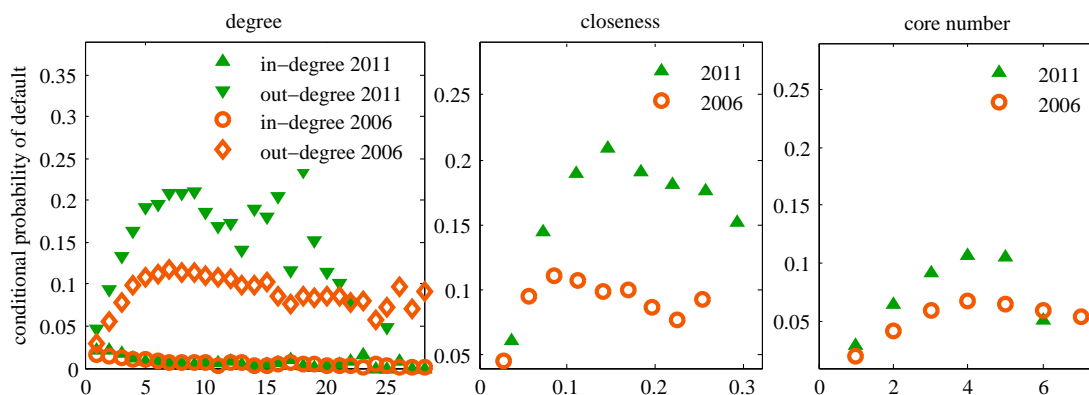 degree
closeness
core number
conditional probability of default
0.35
0.30
0.25
0.2
0.15
0.1
0.05
0
in−degree 2011
out−degree 2011
in−degree 2006
out−degree 2006
0 5 10 15 20 25
0.25
0.2
0.15
0.1
0.05
2011
2006
0 0.1 0.2 0.3
0.25
0.2
0.15
0.1
0.05
2011
2006
0 2 4 6